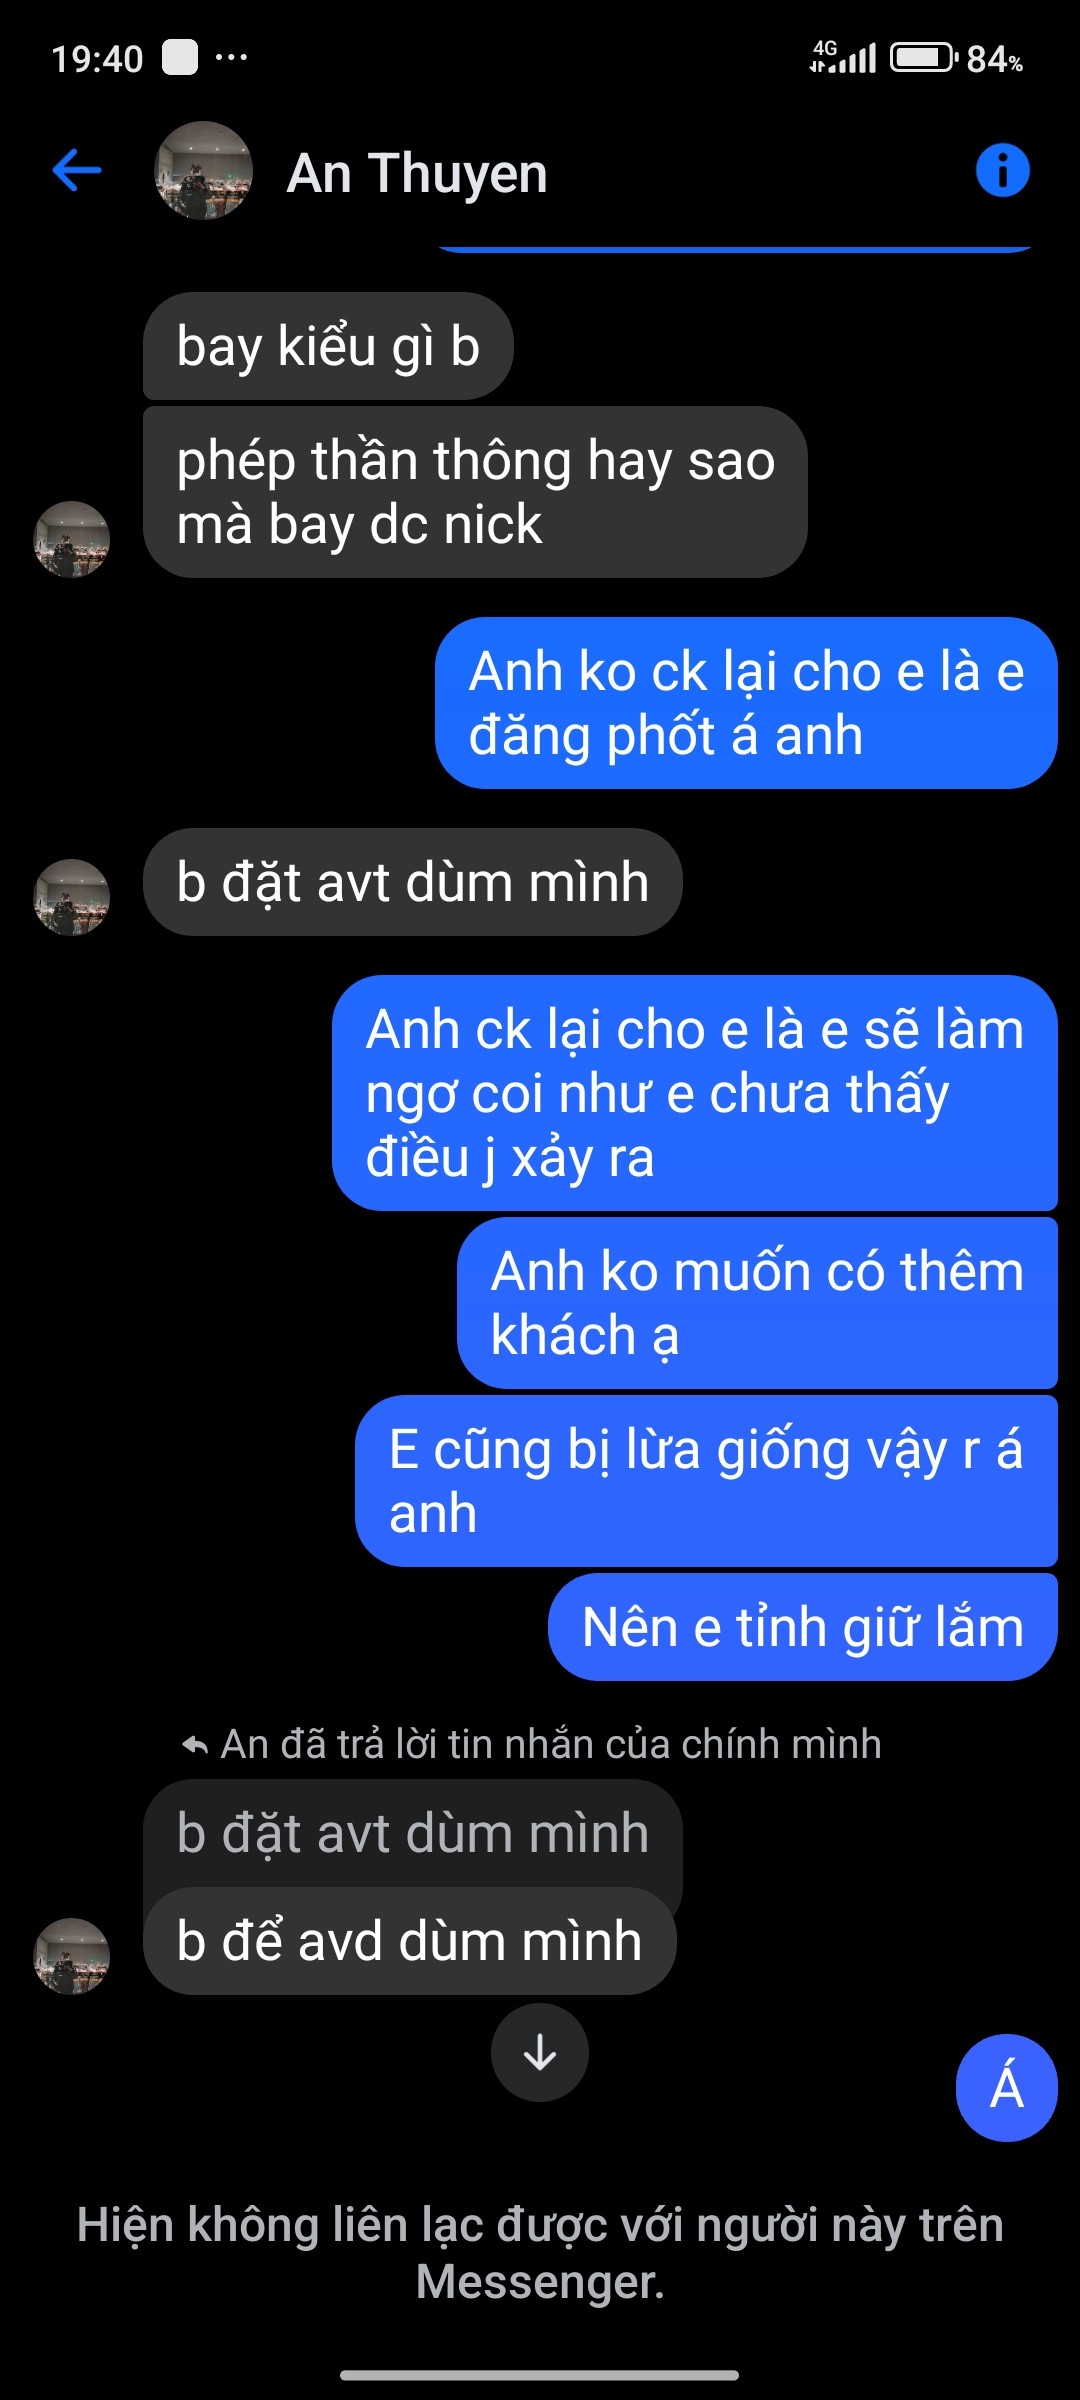 19:40
4G
84%
An Thuyen
bay kiểu gì b
phép thần thông hay sao
mà bay dc nick
Anh ko ck lại cho e là e
đăng phốt á anh
b đặt avt dùm mình
Anh ck lại cho e là e sẽ làm
ngơ coi như e chưa thấy
điều j xảy ra
Anh ko muốn có thêm
khách ạ
E cũng bị lừa giống vậy r á
anh
Nên e tỉnh giữ lắm
An đã trả lời tin nhắn của chính mình
b đặt avt dùm mình
b để avd dùm mình
Á
Hiện không liên lạc được với người này trên
Messenger.